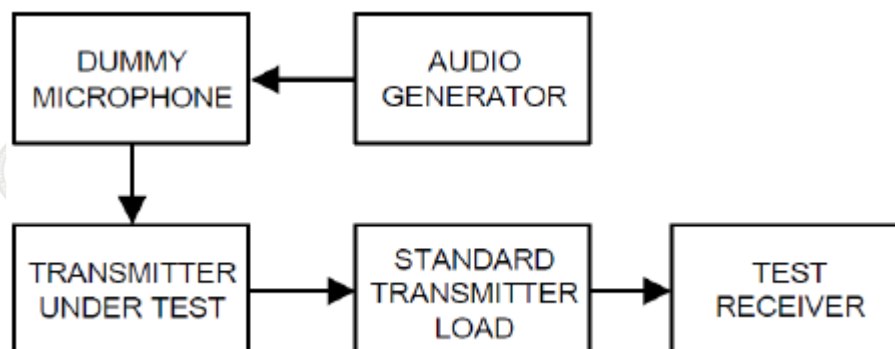 DUMMY
MICROPHONE
AUDIO
GENERATOR
TRANSMITTER
UNDER TEST
STANDARD
TRANSMITTER
LOAD
TEST
RECEIVER